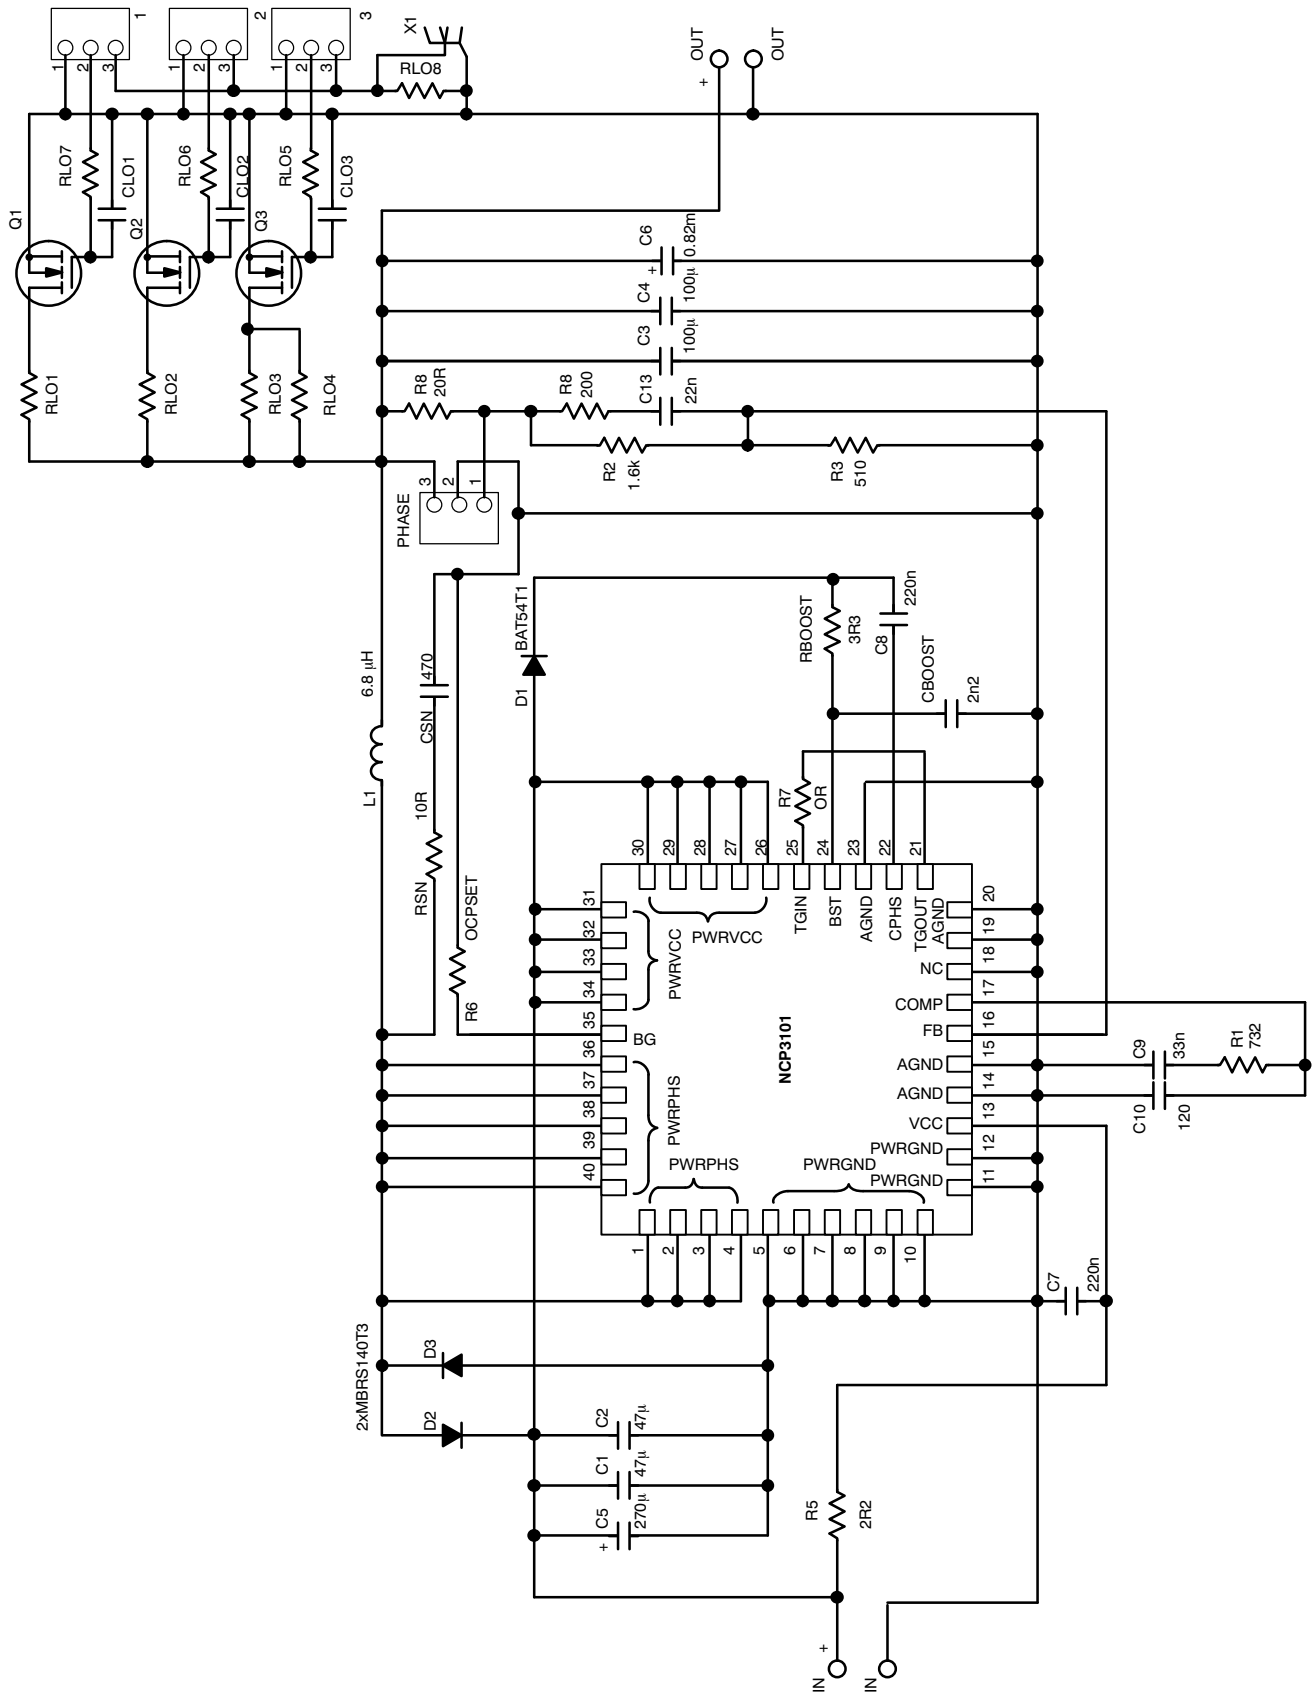 1
2
3
1
2
3
1
2
3
1
2
3
X1
RLO8
Q1
RLO7
CLO1
Q2
RLO6
CLO2
Q3
RLO5
CLO3
RLO1
RLO2
RLO3
RLO4
OUT
+
OUT
C6
+
0.82m
C4
100µ
C3
100µ
R8
20R
R8
200
C13
22n
R2
1.6k
R3
510
PHASE
3
2
1
6.8 µH
L1
470
CSN
10R
RSN
OCPSET
R6
BAT54T1
D1
RBOOST
3R3
C8
220n
CBOOST
2n2
R7
OR
30
29
28
27
26
25
24
23
22
21
PWRVCC
TGIN
BST
AGND
CPHS
TGOUT
31
32
33
34
35
36
37
38
39
40
PWRVCC
BG
PWRPHS
NCP3101
AGND
NC
COMP
FB
AGND
AGND
VCC
PWRGND
PWRGND
20
19
18
17
16
15
14
13
12
11
PWRPHS
PWRGND
1
2
3
4
5
6
7
8
9
10
C9
33n
R1
732
C10
120
C7
220n
2xMBRS140T3
D3
D2
C2
47µ
C1
47µ
C5
+
270µ
R5
2R2
IN
+
IN